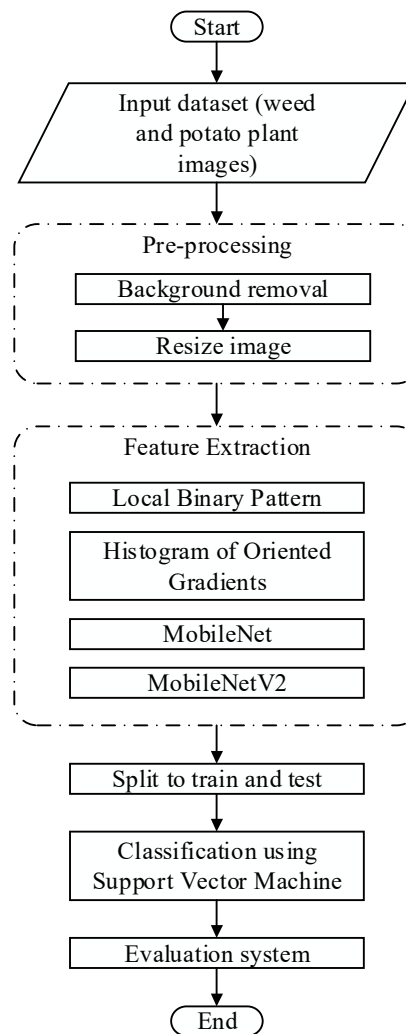 Start
Input dataset (weed
and potato plant
images)
Pre-processing
Background removal
Resize image
Feature Extraction
Local Binary Pattern
Histogram of Oriented
Gradients
MobileNet
MobileNetV2
Split to train and test
Classification using
Support Vector Machine
Evaluation system
End